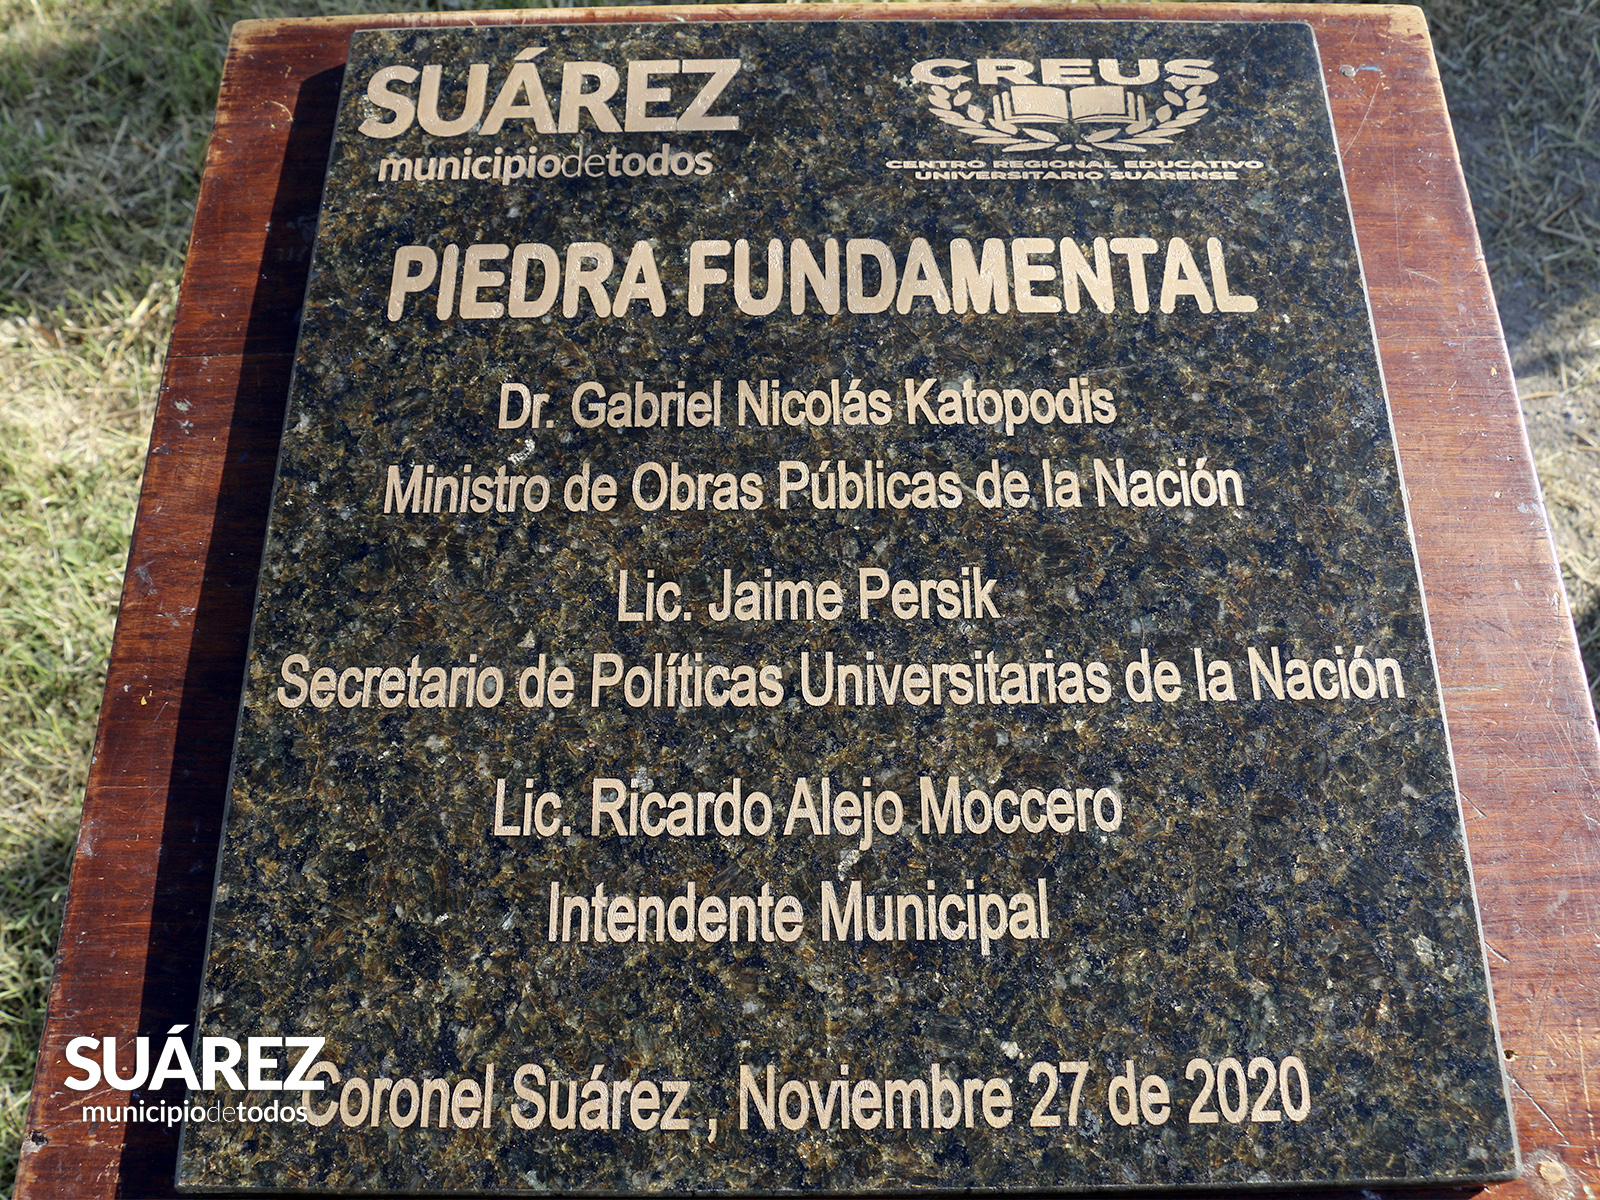 SUÁREZ
municipiodetodos
CREUS
CENTRO REGIONAL EDUCATIVO
UNIVERSITARIO SUARENSE
PIEDRA FUNDAMENTAL
Dr. Gabriel Nicolás Katopodis
Ministro de Obras Públicas de la Nación
Lic. Jaime Persik
Secretario de Políticas Universitarias de la Nación
Lic. Ricardo Alejo Moccero
Intendente Municipal
Coronel Suárez , Noviembre 27 de 2020
SUÁREZ
municipiodetodos